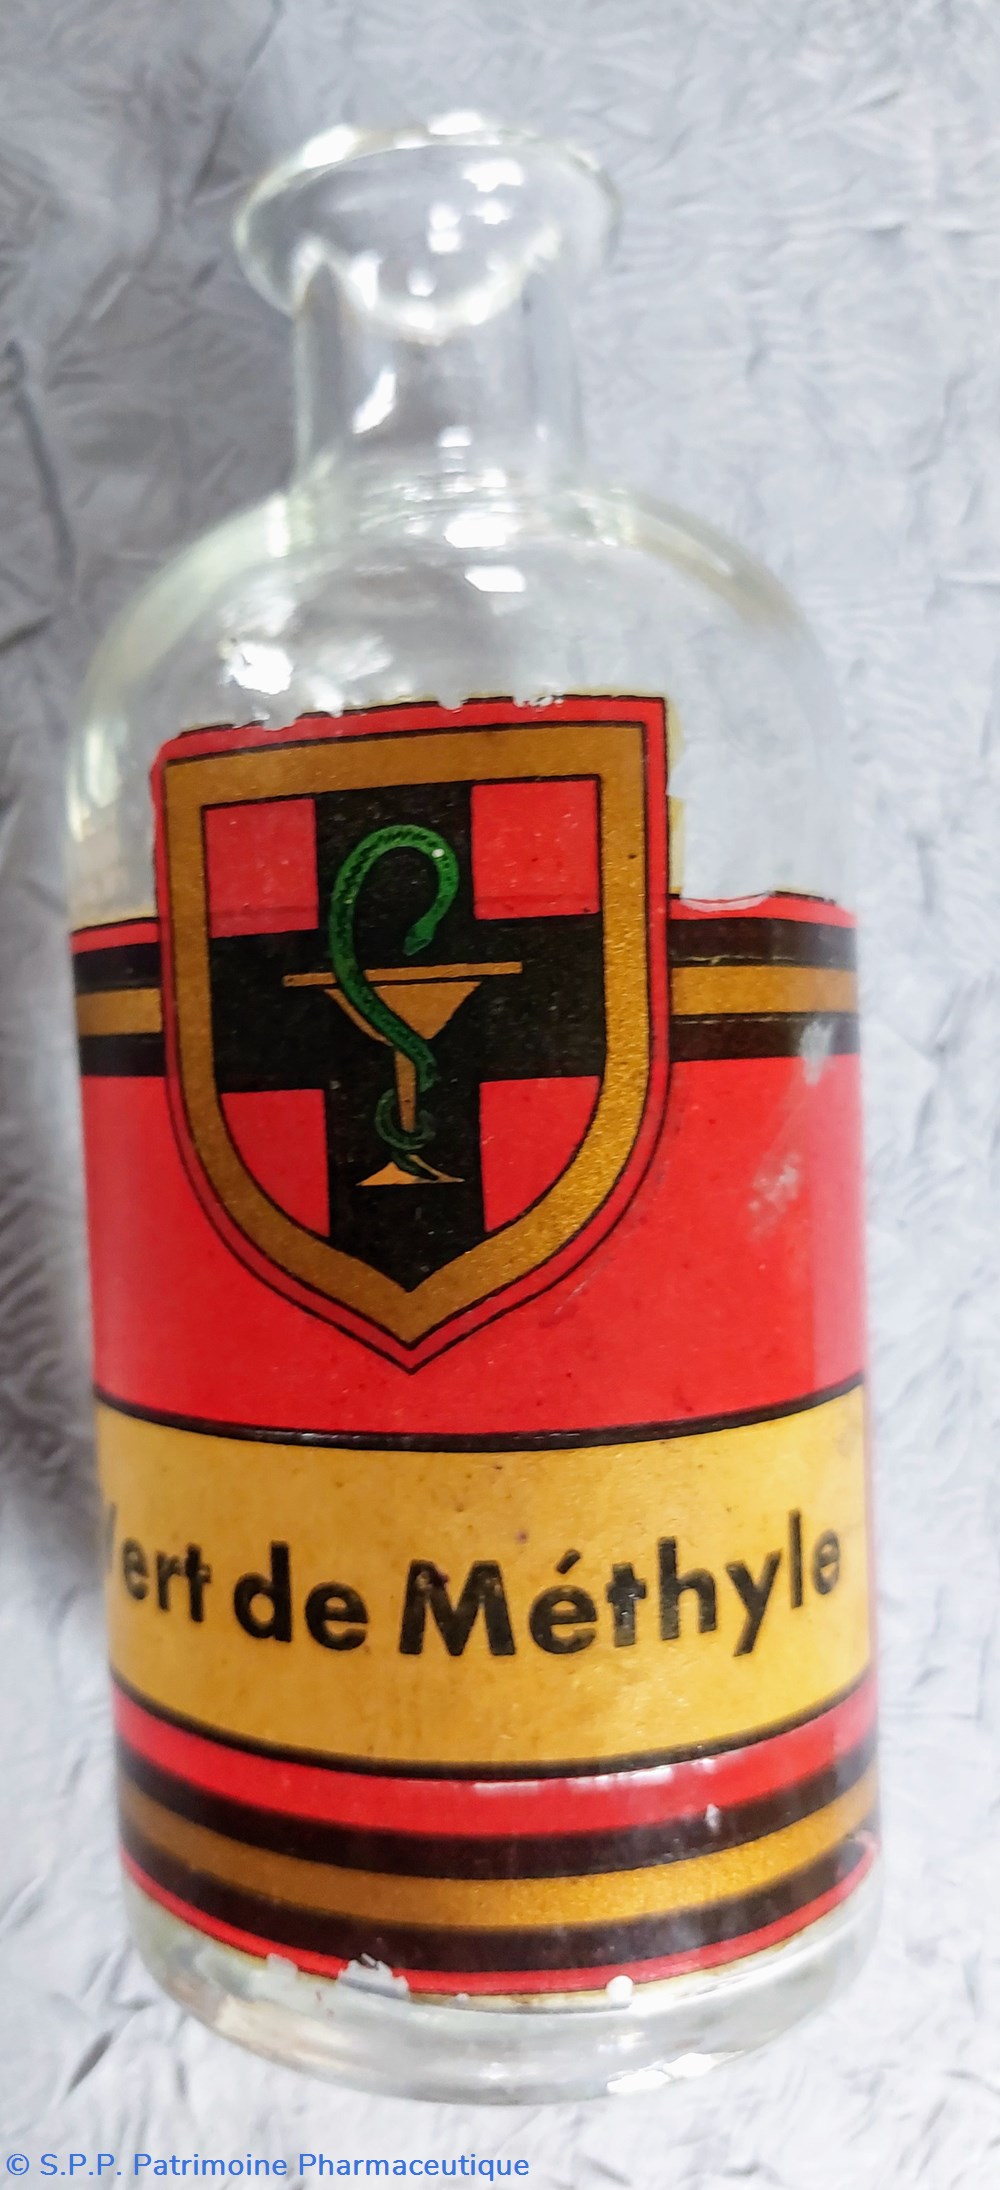 Vert de Méthyle
© S.P.P. Patrimoine Pharmaceutique